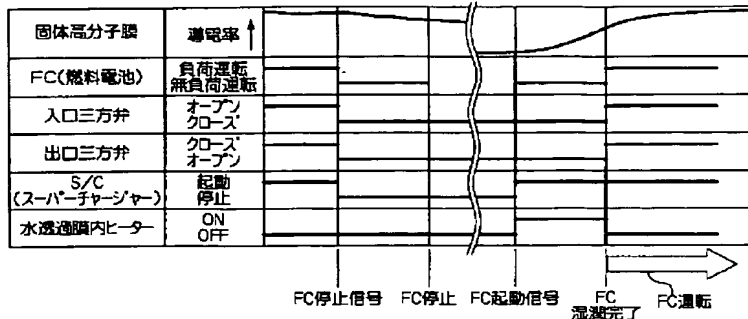 固体高分子膜
導電率
FC(燃料電池)
負荷運転
無負荷運転
入口三方弁
オープン
クローズ
出口三方弁
クローズ
オープン
S/C
(スーパーチャージャー)
起動
停止
水透過膜内ヒーター
ON
OFF
FC停止信号
FC停止
FC起動信号
FC
湿潤完了
FC運転